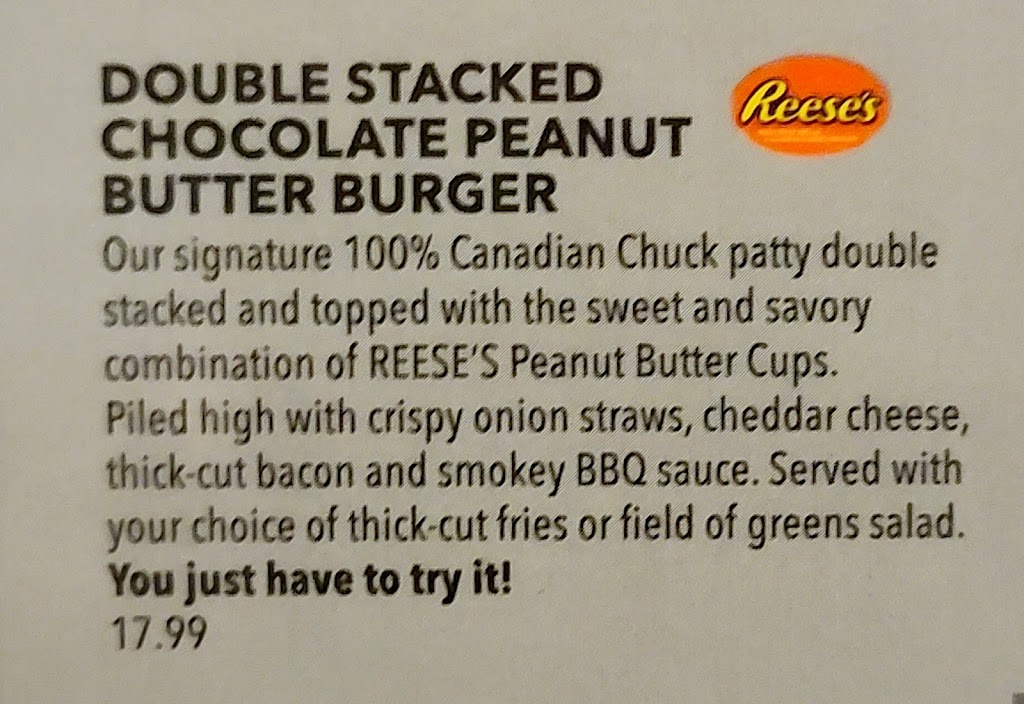 DOUBLE STACKED
CHOCOLATE PEANUT
BUTTER BURGER
Reese's
Our signature 100% Canadian Chuck patty double
stacked and topped with the sweet and savory
combination of REESE'S Peanut Butter Cups.
Piled high with crispy onion straws, cheddar cheese,
thick-cut bacon and smokey BBQ sauce. Served with
your choice of thick-cut fries or field of greens salad.
You just have to try it!
17.99